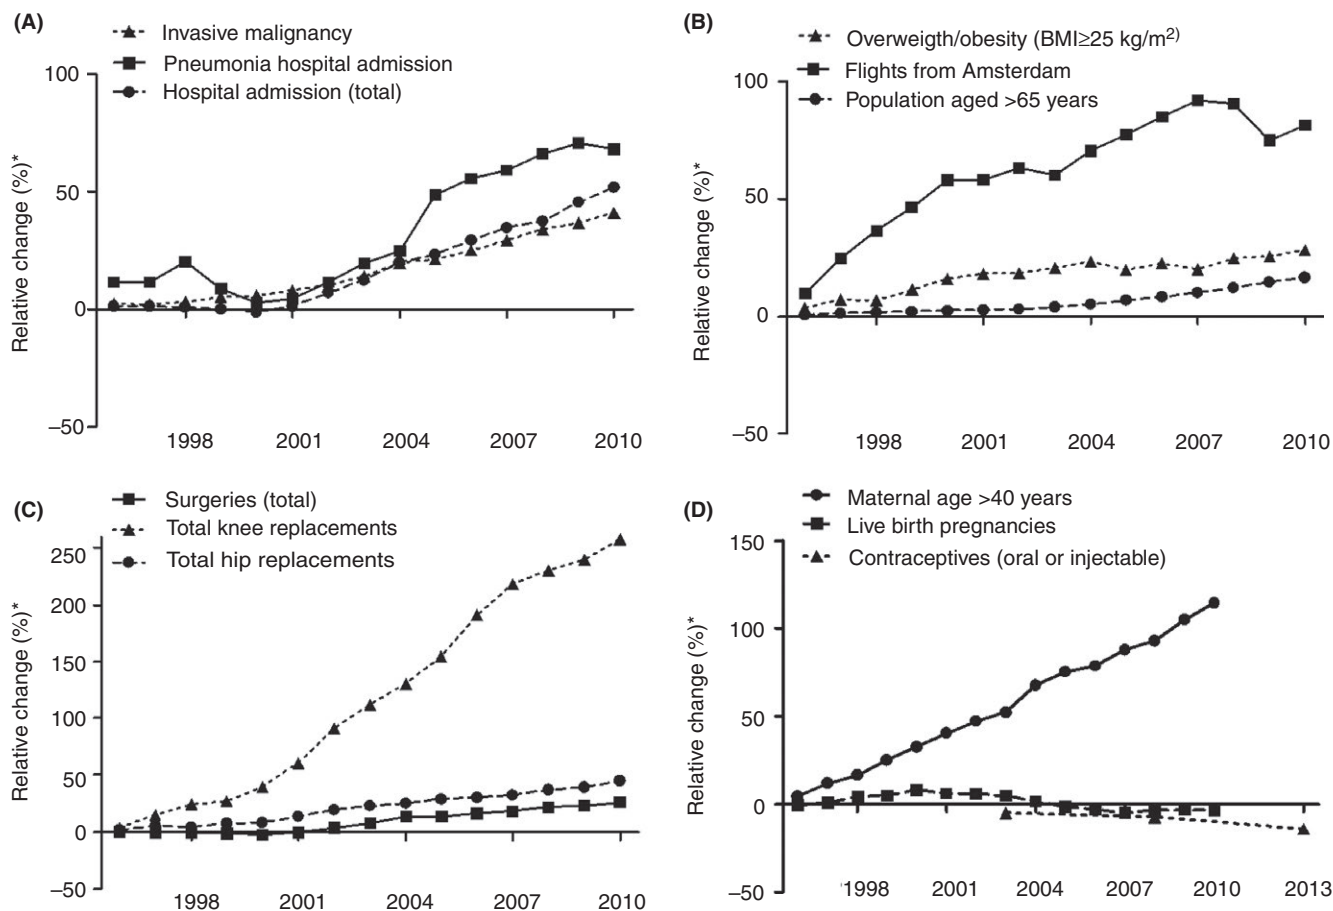 (A)
Invasive malignancy
Pneumonia hospital admission
Hospital admission (total)
100
50
0
–50
Relative change (%)*
1998 2001 2004 2007 2010
(B)
Overweigth/obesity (BMI≥25 kg/m²⁾
Flights from Amsterdam
Population aged >65 years
100
50
0
–50
Relative change (%)*
1998 2001 2004 2007 2010
(C)
Surgeries (total)
Total knee replacements
Total hip replacements
250
200
150
100
50
0
–50
Relative change (%)*
1998 2001 2004 2007 2010
(D)
Maternal age >40 years
Live birth pregnancies
Contraceptives (oral or injectable)
150
100
50
0
–50
Relative change (%)*
1998 2001 2004 2007 2010 2013